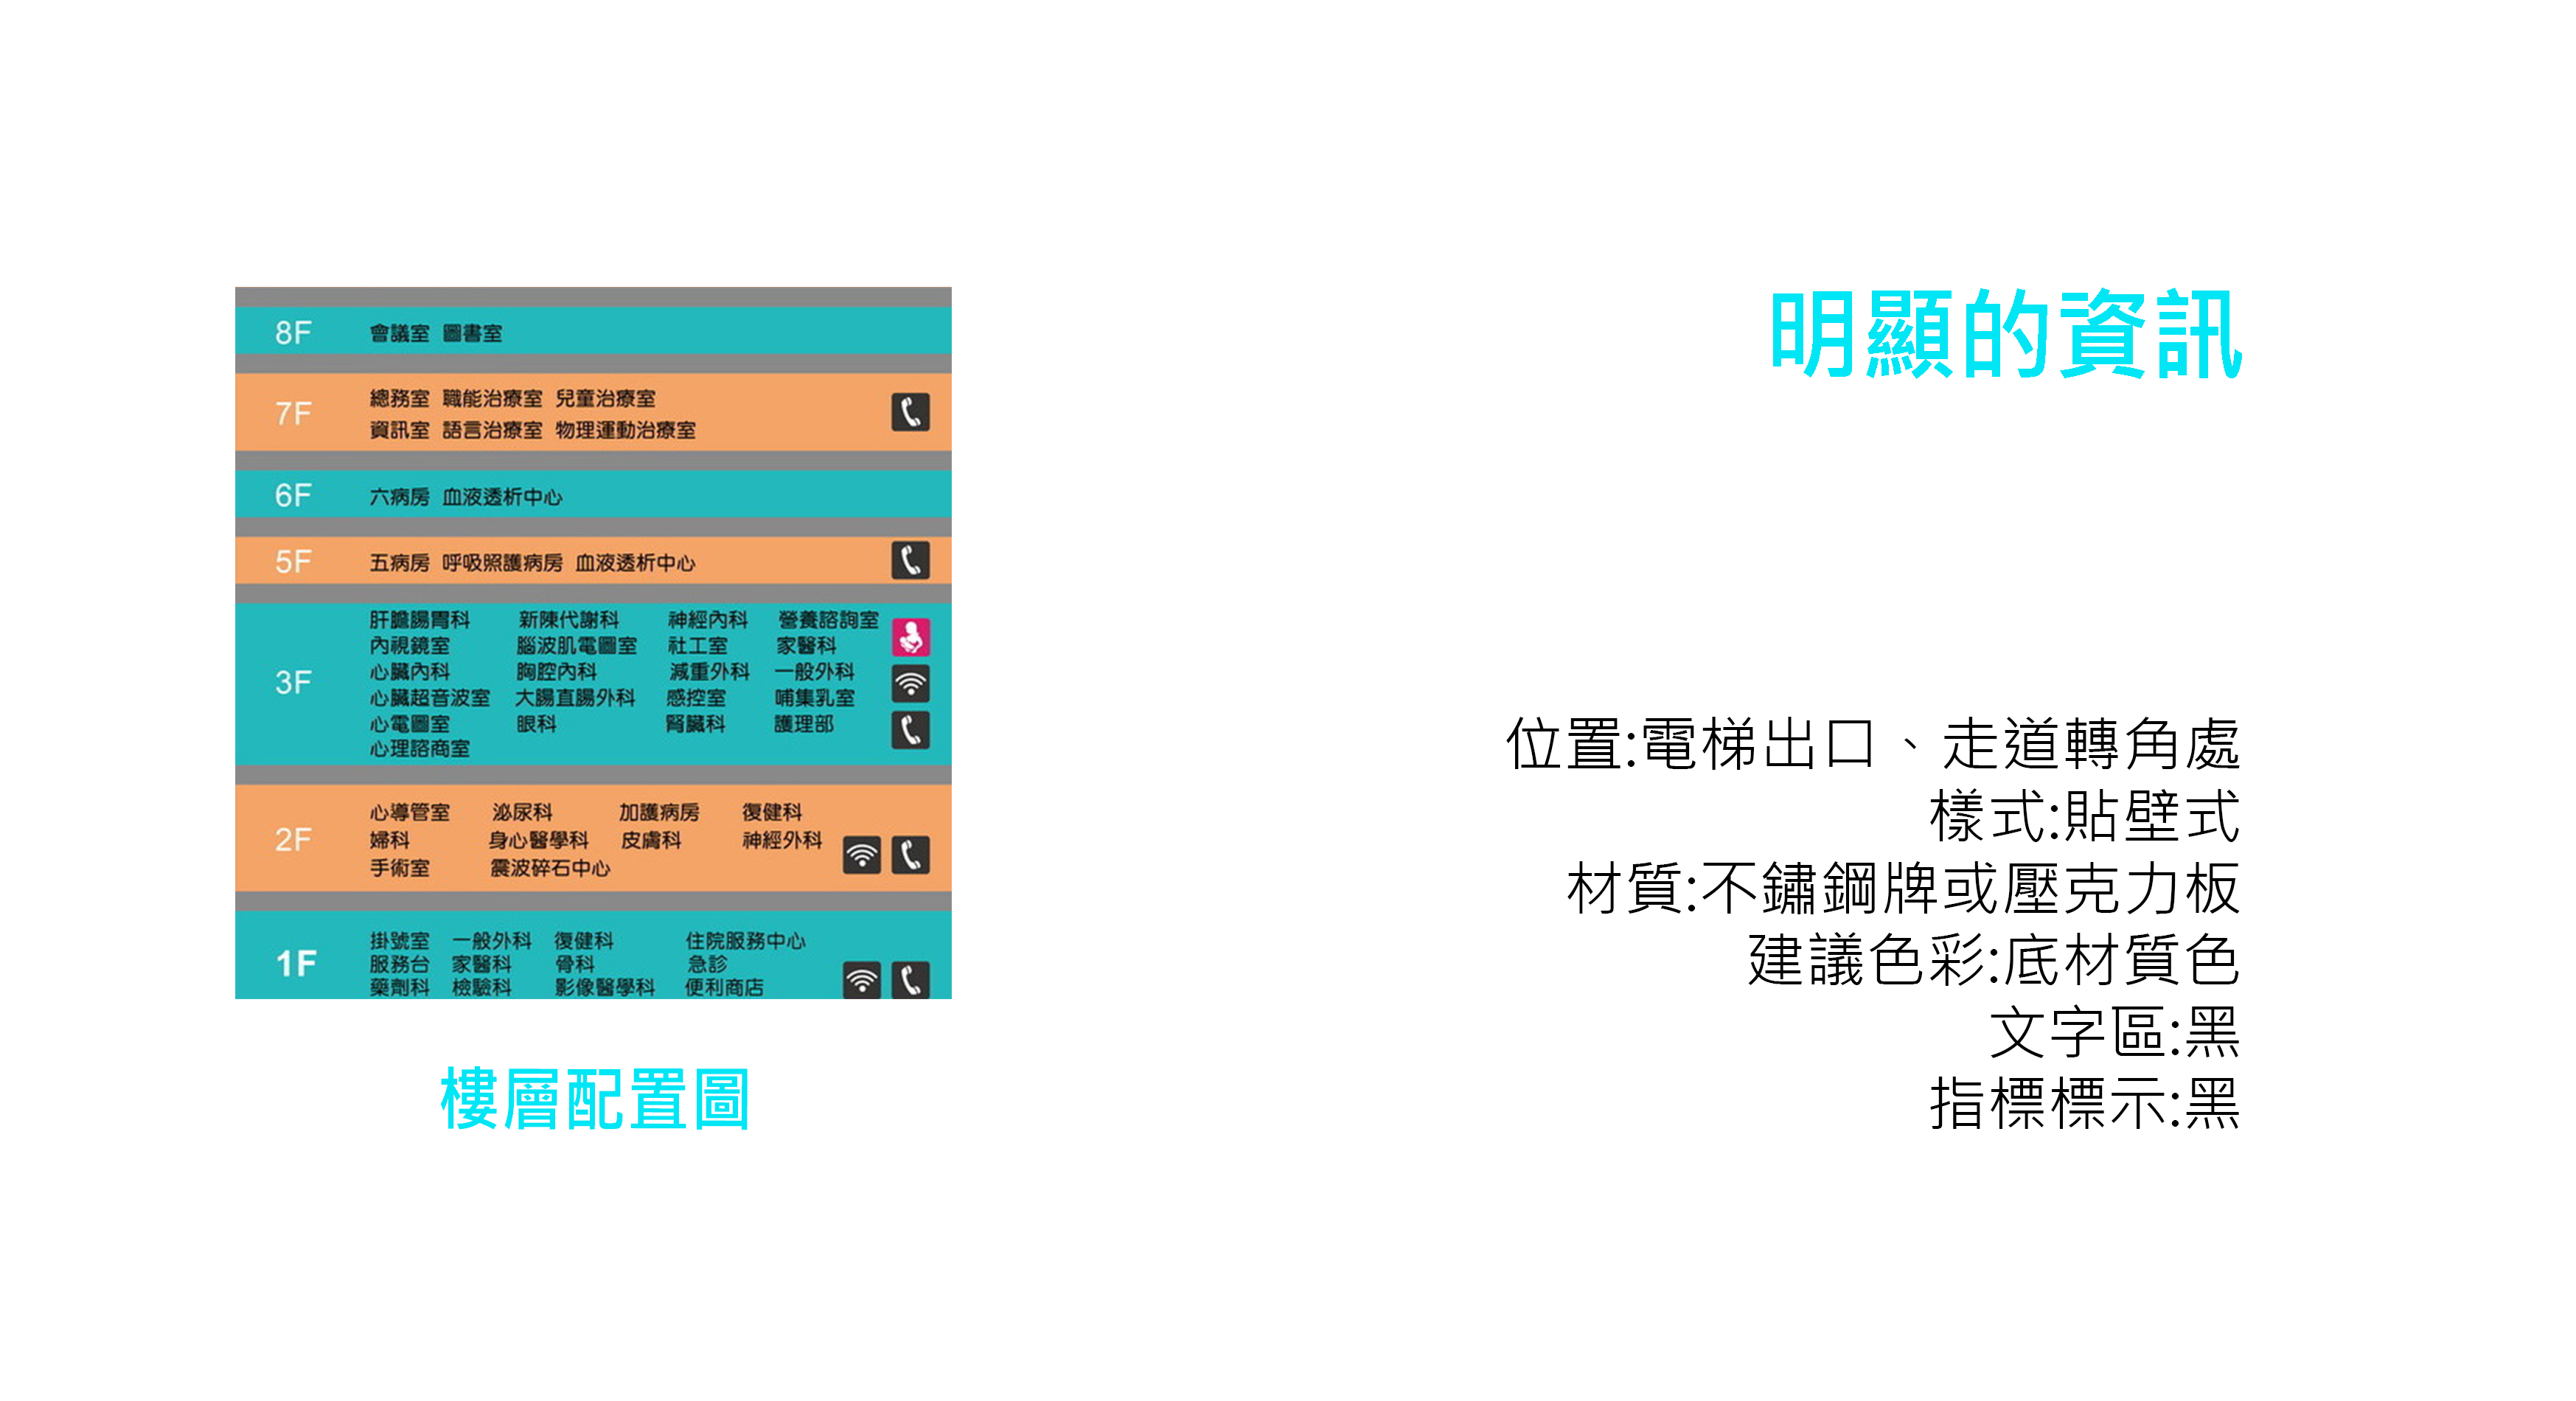 明顯的資訊
8F 會議室 圖書室
7F 總務室 職能治療室 兒童治療室
資訊室 語言治療室 物理運動治療室
6F 六病房 血液透析中心
5F 五病房 呼吸照護病房 血液透析中心
3F 肝膽腸胃科 新陳代謝科 神經內科 營養諮詢室
內視鏡室 腦波肌電圖室 社工室 家醫科
心臟內科 胸腔內科 減重外科 一般外科
心臟超音波室 大腸直腸外科 感控室 哺集乳室
心電圖室 眼科 腎臟科 護理部
心理諮商室
2F 心導管室 泌尿科 加護病房 復健科
婦科 身心醫學科 皮膚科 神經外科
手術室 震波碎石中心
1F 掛號室 一般外科 復健科 住院服務中心
服務台 家醫科 骨科 急診
藥劑科 檢驗科 影像醫學科 便利商店
樓層配置圖
位置:電梯出口、走道轉角處
樣式:貼壁式
材質:不鏽鋼牌或壓克力板
建議色彩:底材質色
文字區:黑
指標標示:黑